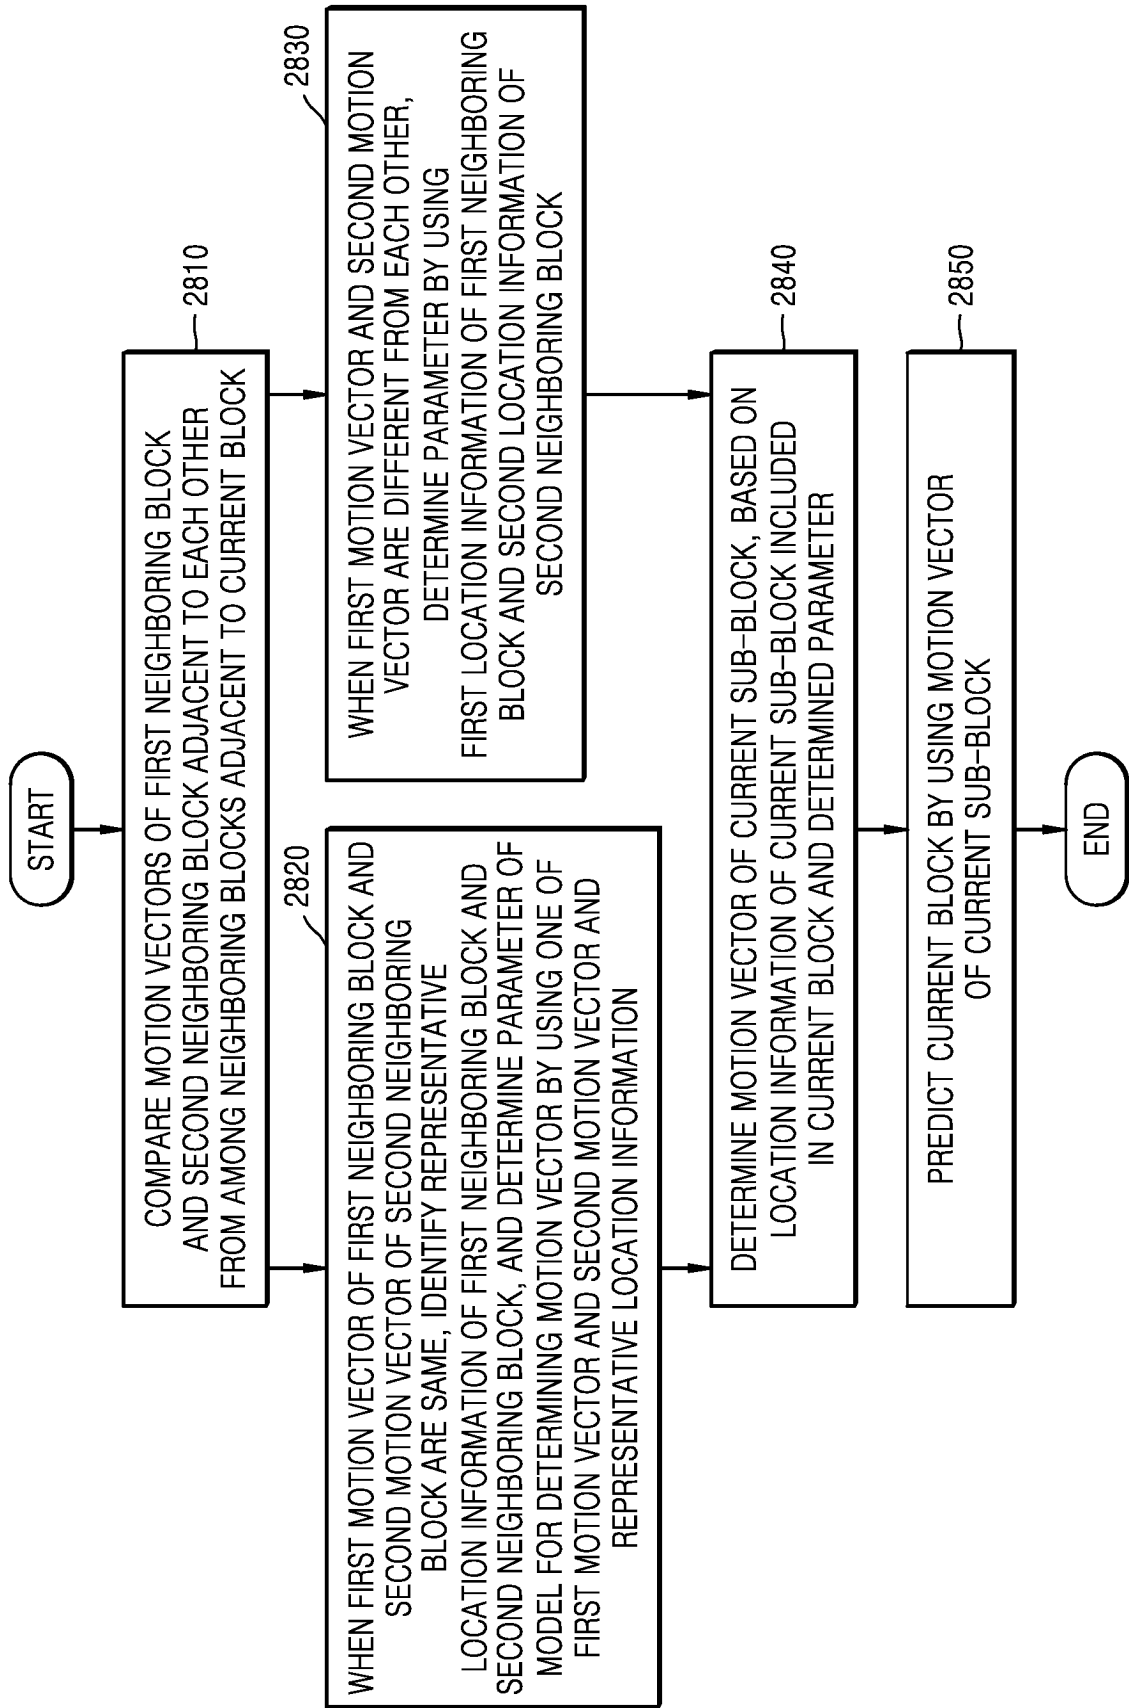 START
2810
COMPARE MOTION VECTORS OF FIRST NEIGHBORING BLOCK
AND SECOND NEIGHBORING BLOCK ADJACENT TO EACH OTHER
FROM AMONG NEIGHBORING BLOCKS ADJACENT TO CURRENT BLOCK
2820
WHEN FIRST MOTION VECTOR OF FIRST NEIGHBORING BLOCK AND
SECOND MOTION VECTOR OF SECOND NEIGHBORING
BLOCK ARE SAME, IDENTIFY REPRESENTATIVE
LOCATION INFORMATION OF FIRST NEIGHBORING BLOCK AND
SECOND NEIGHBORING BLOCK, AND DETERMINE PARAMETER OF
MODEL FOR DETERMINING MOTION VECTOR BY USING ONE OF
FIRST MOTION VECTOR AND SECOND MOTION VECTOR AND
REPRESENTATIVE LOCATION INFORMATION
2830
WHEN FIRST MOTION VECTOR AND SECOND MOTION
VECTOR ARE DIFFERENT FROM EACH OTHER,
DETERMINE PARAMETER BY USING
FIRST LOCATION INFORMATION OF FIRST NEIGHBORING
BLOCK AND SECOND LOCATION INFORMATION OF
SECOND NEIGHBORING BLOCK
2840
DETERMINE MOTION VECTOR OF CURRENT SUB-BLOCK, BASED ON
LOCATION INFORMATION OF CURRENT SUB-BLOCK INCLUDED
IN CURRENT BLOCK AND DETERMINED PARAMETER
2850
PREDICT CURRENT BLOCK BY USING MOTION VECTOR
OF CURRENT SUB-BLOCK
END